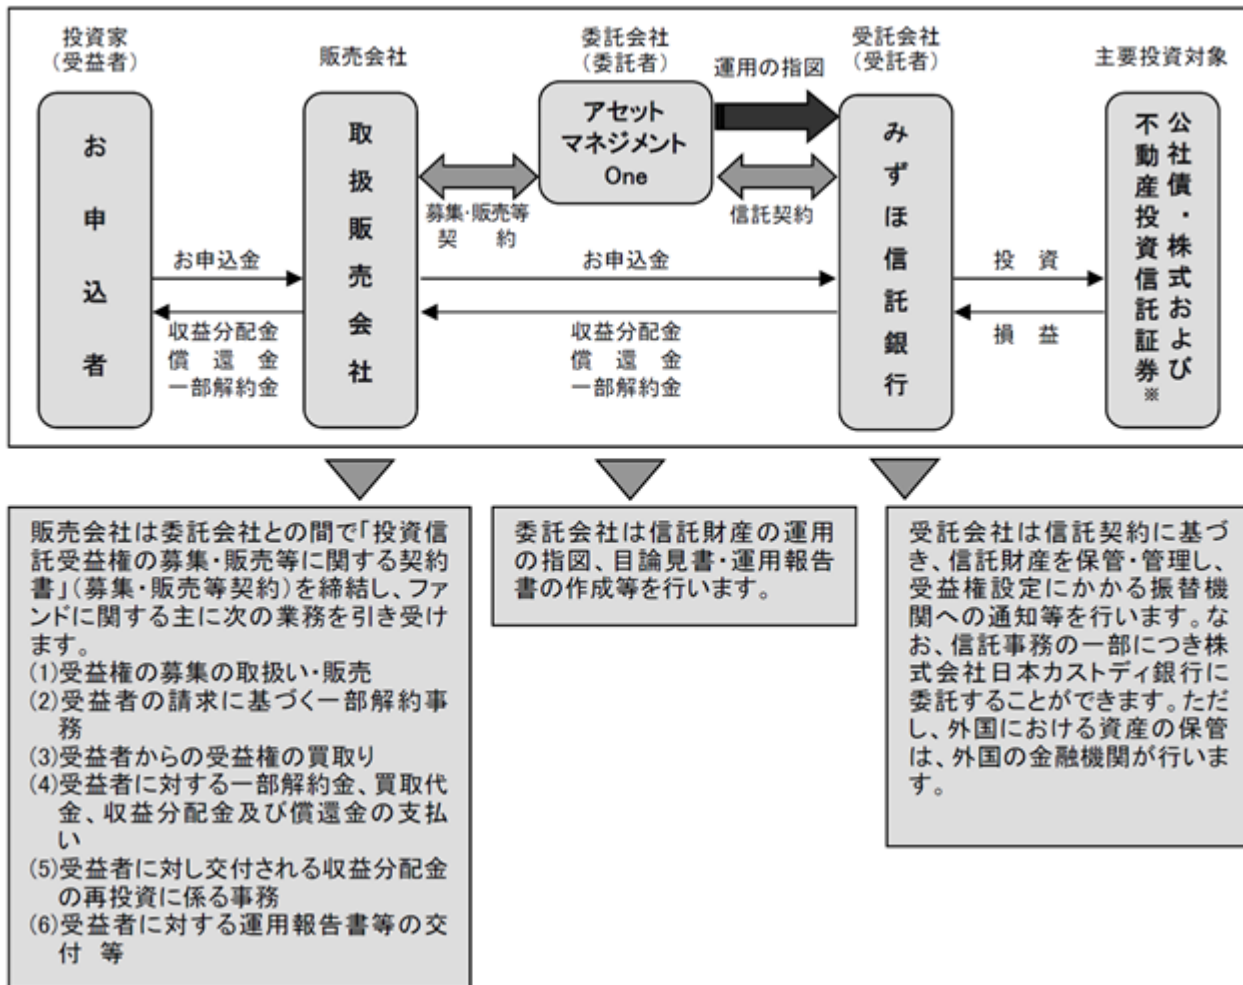 投資家
(受益者)
販売会社
委託会社
(委託者)
運用の指図
受託会社
(受託者)
主要投資対象
お申込者
取扱販売会社
アセット
マネジメント
One
みずほ信託銀行
公社債・株式および
不動産投資信託証券※
募集・販売等
契 約
信託契約
お申込金
お申込金
投 資
収益分配金
償 還 金
一部解約金
収益分配金
償 還 金
一部解約金
損 益
販売会社は委託会社との間で「投資信
託受益権の募集・販売等に関する契約
書」(募集・販売等契約)を締結し、ファ
ンドに関する主に次の業務を引き受け
ます。
(1)受益権の募集の取扱い・販売
(2)受益者の請求に基づく一部解約事
務
(3)受益者からの受益権の買取り
(4)受益者に対する一部解約金、買取代
金、収益分配金及び償還金の支払
い
(5)受益者に対し交付される収益分配金
の再投資に係る事務
(6)受益者に対する運用報告書等の交
付 等
委託会社は信託財産の運用
の指図、目論見書・運用報告
書の作成等を行います。
受託会社は信託契約に基づ
き、信託財産を保管・管理し、
受益権設定にかかる振替機
関への通知等を行います。な
お、信託事務の一部につき株
式会社日本カストディ銀行に
委託することができます。ただ
し、外国における資産の保管
は、外国の金融機関が行いま
す。